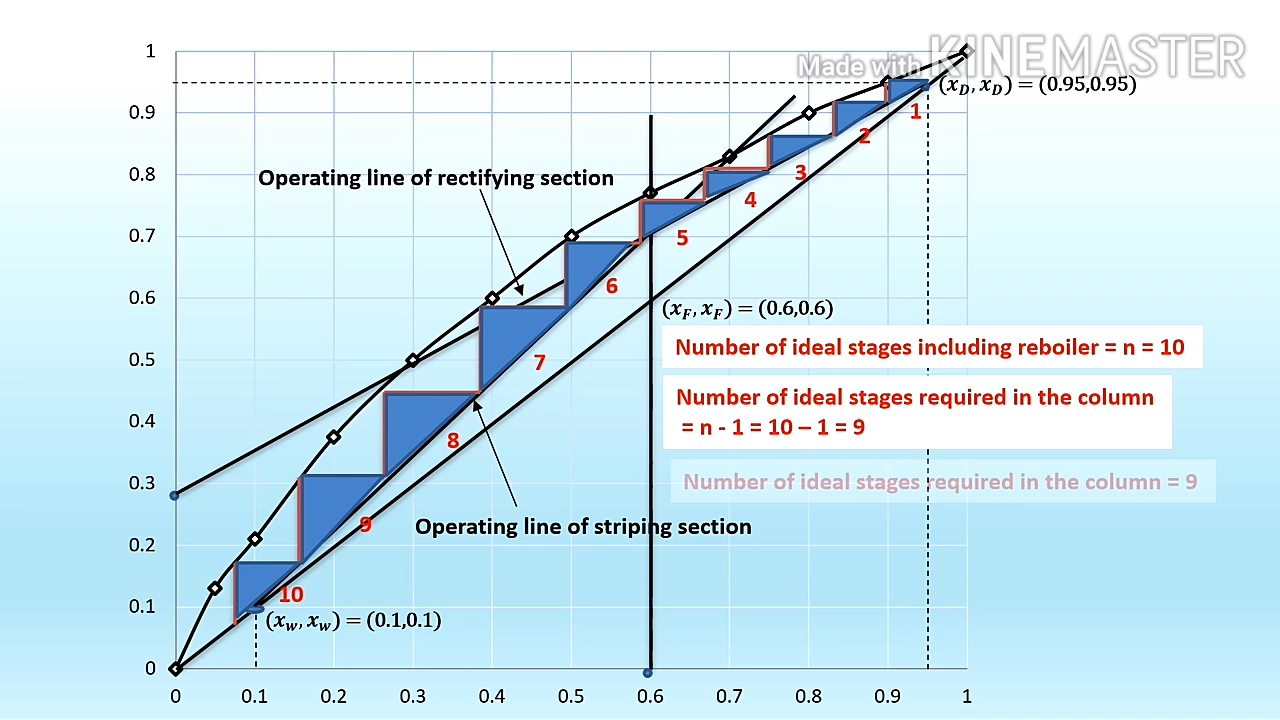 Made with KINEMASTER
1
(x_D, x_D) = (0.95,0.95)
0.9
1
2
Operating line of rectifying section
0.8
3
4
0.7
5
6
0.6
(x_F, x_F) = (0.6,0.6)
Number of ideal stages including reboiler = n = 10
0.5
7
Number of ideal stages required in the column
= n - 1 = 10 – 1 = 9
0.4
8
0.3
Number of ideal stages required in the column = 9
9
Operating line of striping section
0.2
10
0.1
(x_w, x_w) = (0.1,0.1)
0
0 0.1 0.2 0.3 0.4 0.5 0.6 0.7 0.8 0.9 1